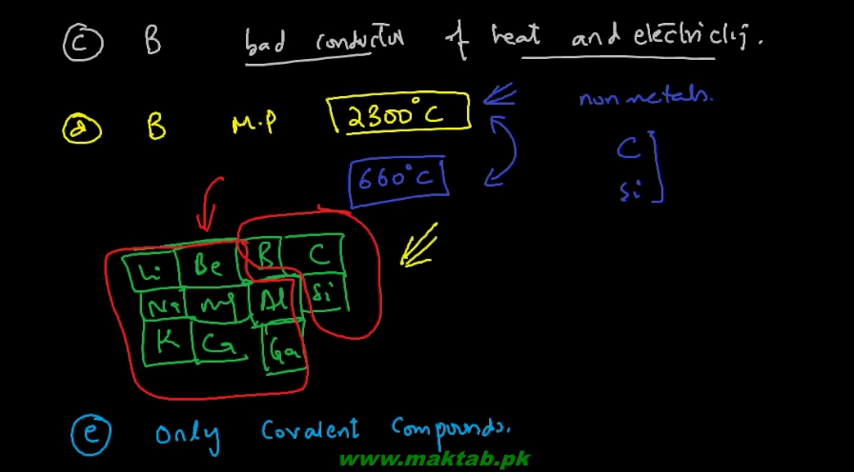 c B bad conductor of heat and electricity.
d B M.P 2300°C non metals.
660°C C
Si
Li Be B C
Na Mg Al Si
K Ca Ga
e Only Covalent Compounds.
www.maktab.pk